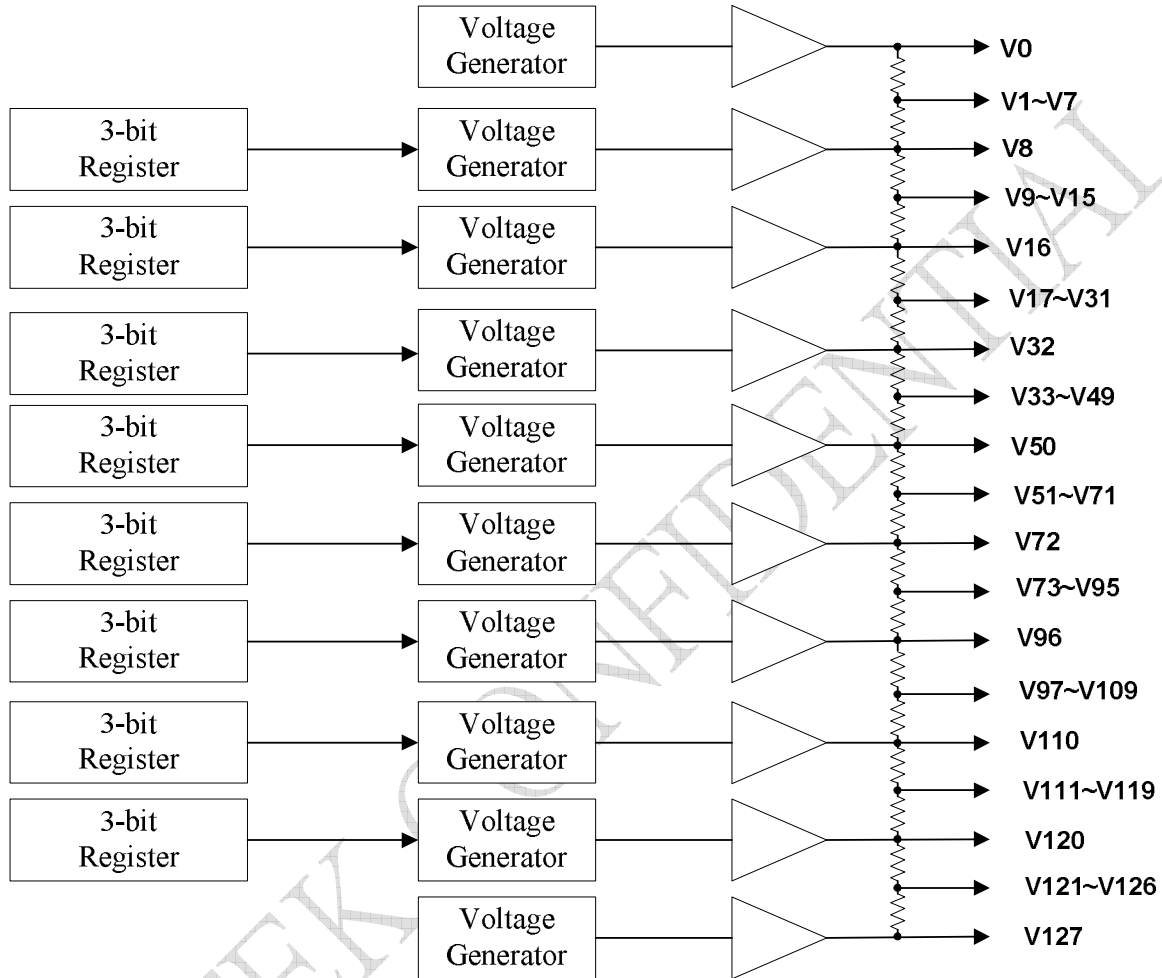 Voltage
Generator
V0
V1~V7
3-bit
Register
Voltage
Generator
V8
V9~V15
3-bit
Register
Voltage
Generator
V16
V17~V31
3-bit
Register
Voltage
Generator
V32
V33~V49
3-bit
Register
Voltage
Generator
V50
V51~V71
3-bit
Register
Voltage
Generator
V72
V73~V95
3-bit
Register
Voltage
Generator
V96
V97~V109
3-bit
Register
Voltage
Generator
V110
V111~V119
3-bit
Register
Voltage
Generator
V120
V121~V126
Voltage
Generator
V127
CONFIDENTIAL